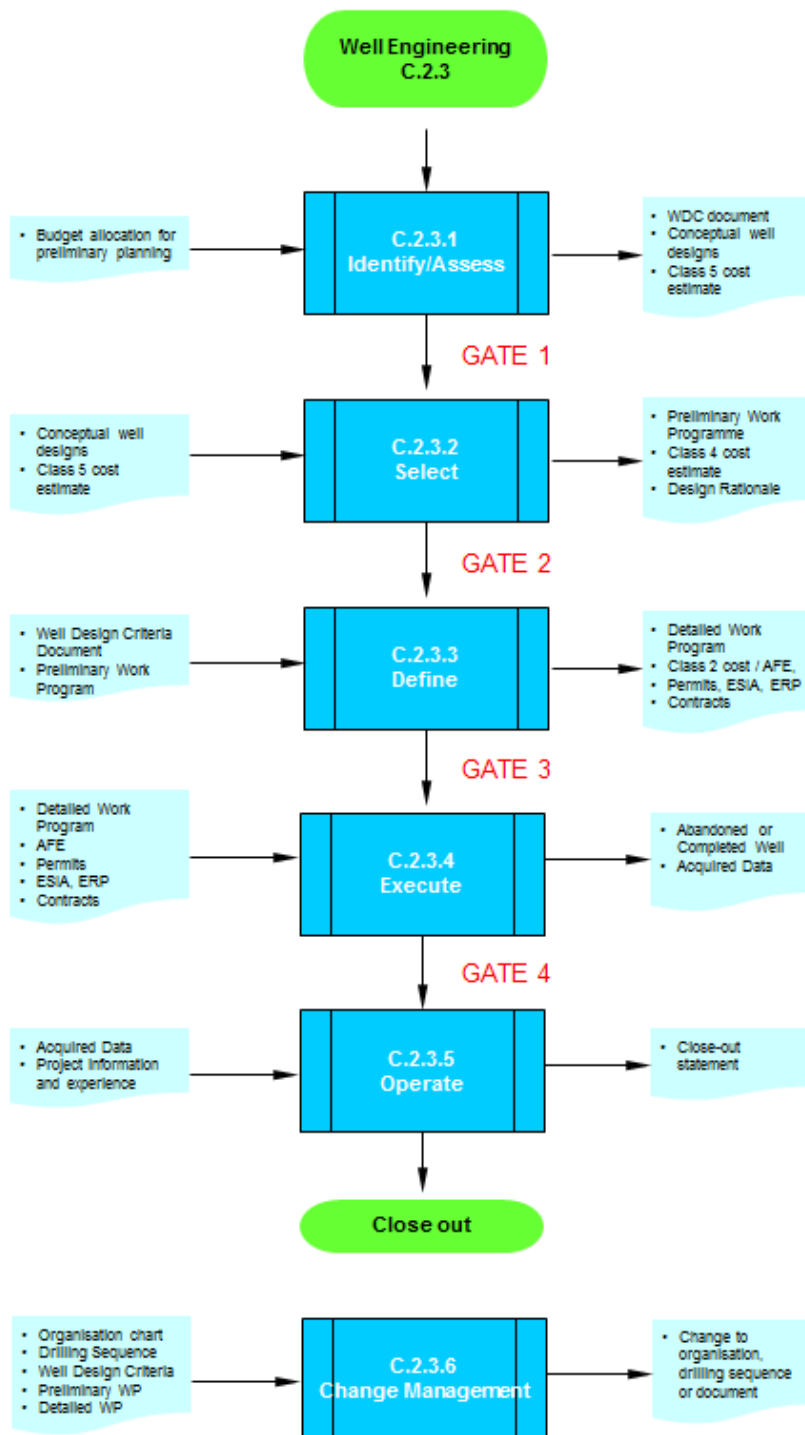 Well Engineering
C.2.3
• Budget allocation for
preliminary planning
C.2.3.1
Identify/Assess
• WDC document
• Conceptual well
designs
• Class 5 cost
estimate
GATE 1
• Conceptual well
designs
• Class 5 cost
estimate
C.2.3.2
Select
• Preliminary Work
Programme
• Class 4 cost
estimate
• Design Rationale
GATE 2
• Well Design Criteria
Document
• Preliminary Work
Program
C.2.3.3
Define
• Detailed Work
Program
• Class 2 cost / AFE,
• Permits, ESIA, ERP
• Contracts
GATE 3
• Detailed Work
Program
• AFE
• Permits
• ESIA, ERP
• Contracts
C.2.3.4
Execute
• Abandoned or
Completed Well
• Acquired Data
GATE 4
• Acquired Data
• Project information
and experience
C.2.3.5
Operate
• Close-out
statement
Close out
• Organisation chart
• Drilling Sequence
• Well Design Criteria
• Preliminary WP
• Detailed WP
C.2.3.6
Change Management
• Change to
organisation,
drilling sequence
or document